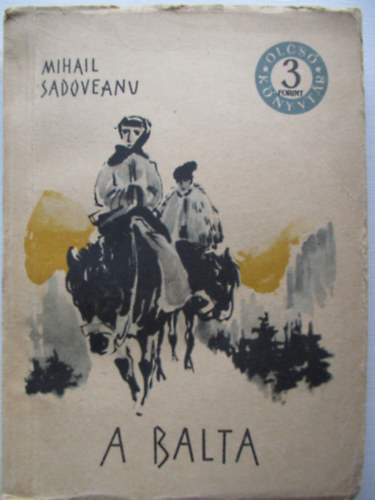 MIHAIL
SADOVEANU
OLCSÓ
3
FORINT
KÖNYVTÁR
A BALTA